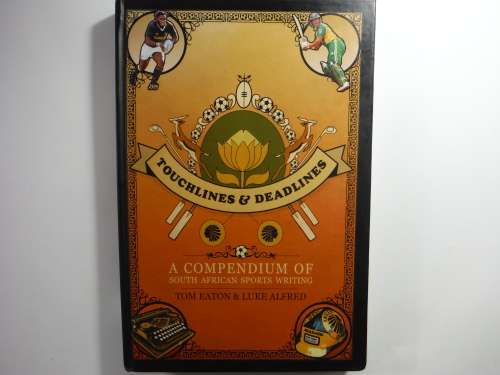 TOUCHLINES & DEADLINES
A COMPENDIUM OF
SOUTH AFRICAN SPORTS WRITING
TOM EATON & LUKE ALFRED